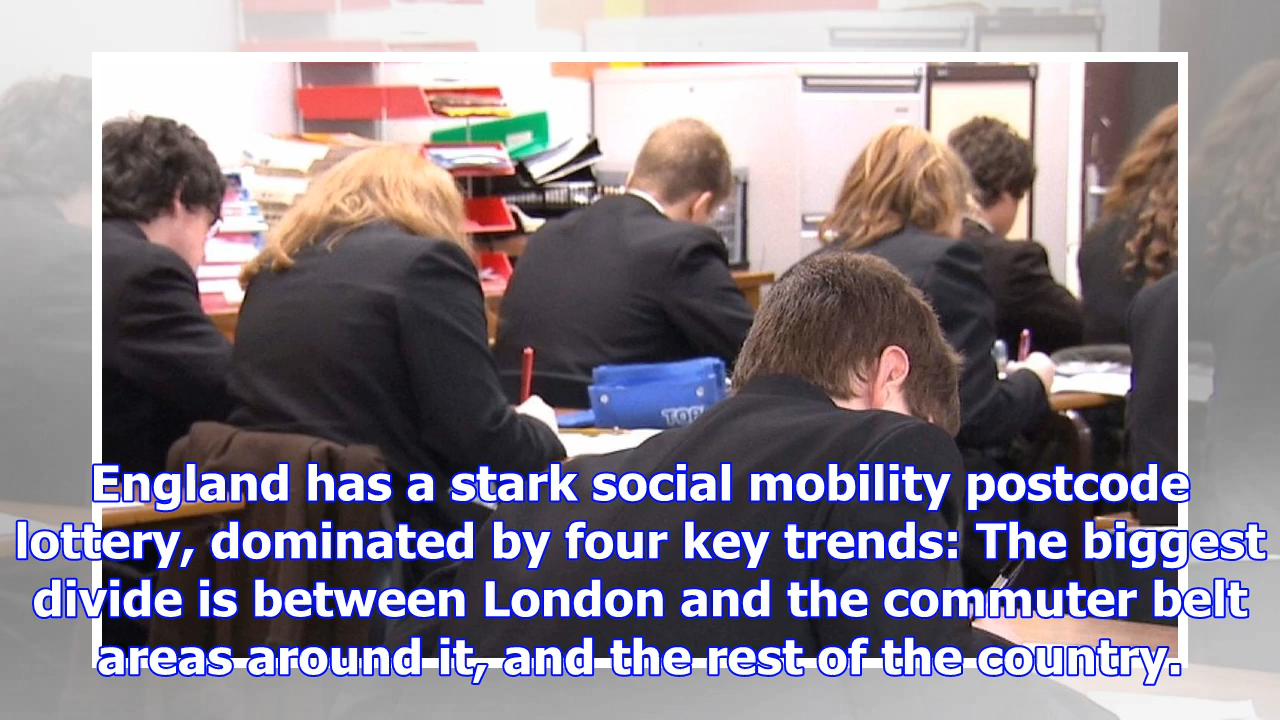 TOP
England has a stark social mobility postcode
lottery, dominated by four key trends: The biggest
divide is between London and the commuter belt
areas around it, and the rest of the country.